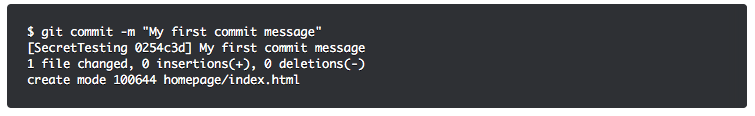 $ git commit -m "My first commit message"
[SecretTesting 0254c3d] My first commit message
1 file changed, 0 insertions(+), 0 deletions(-)
create mode 100644 homepage/index.html